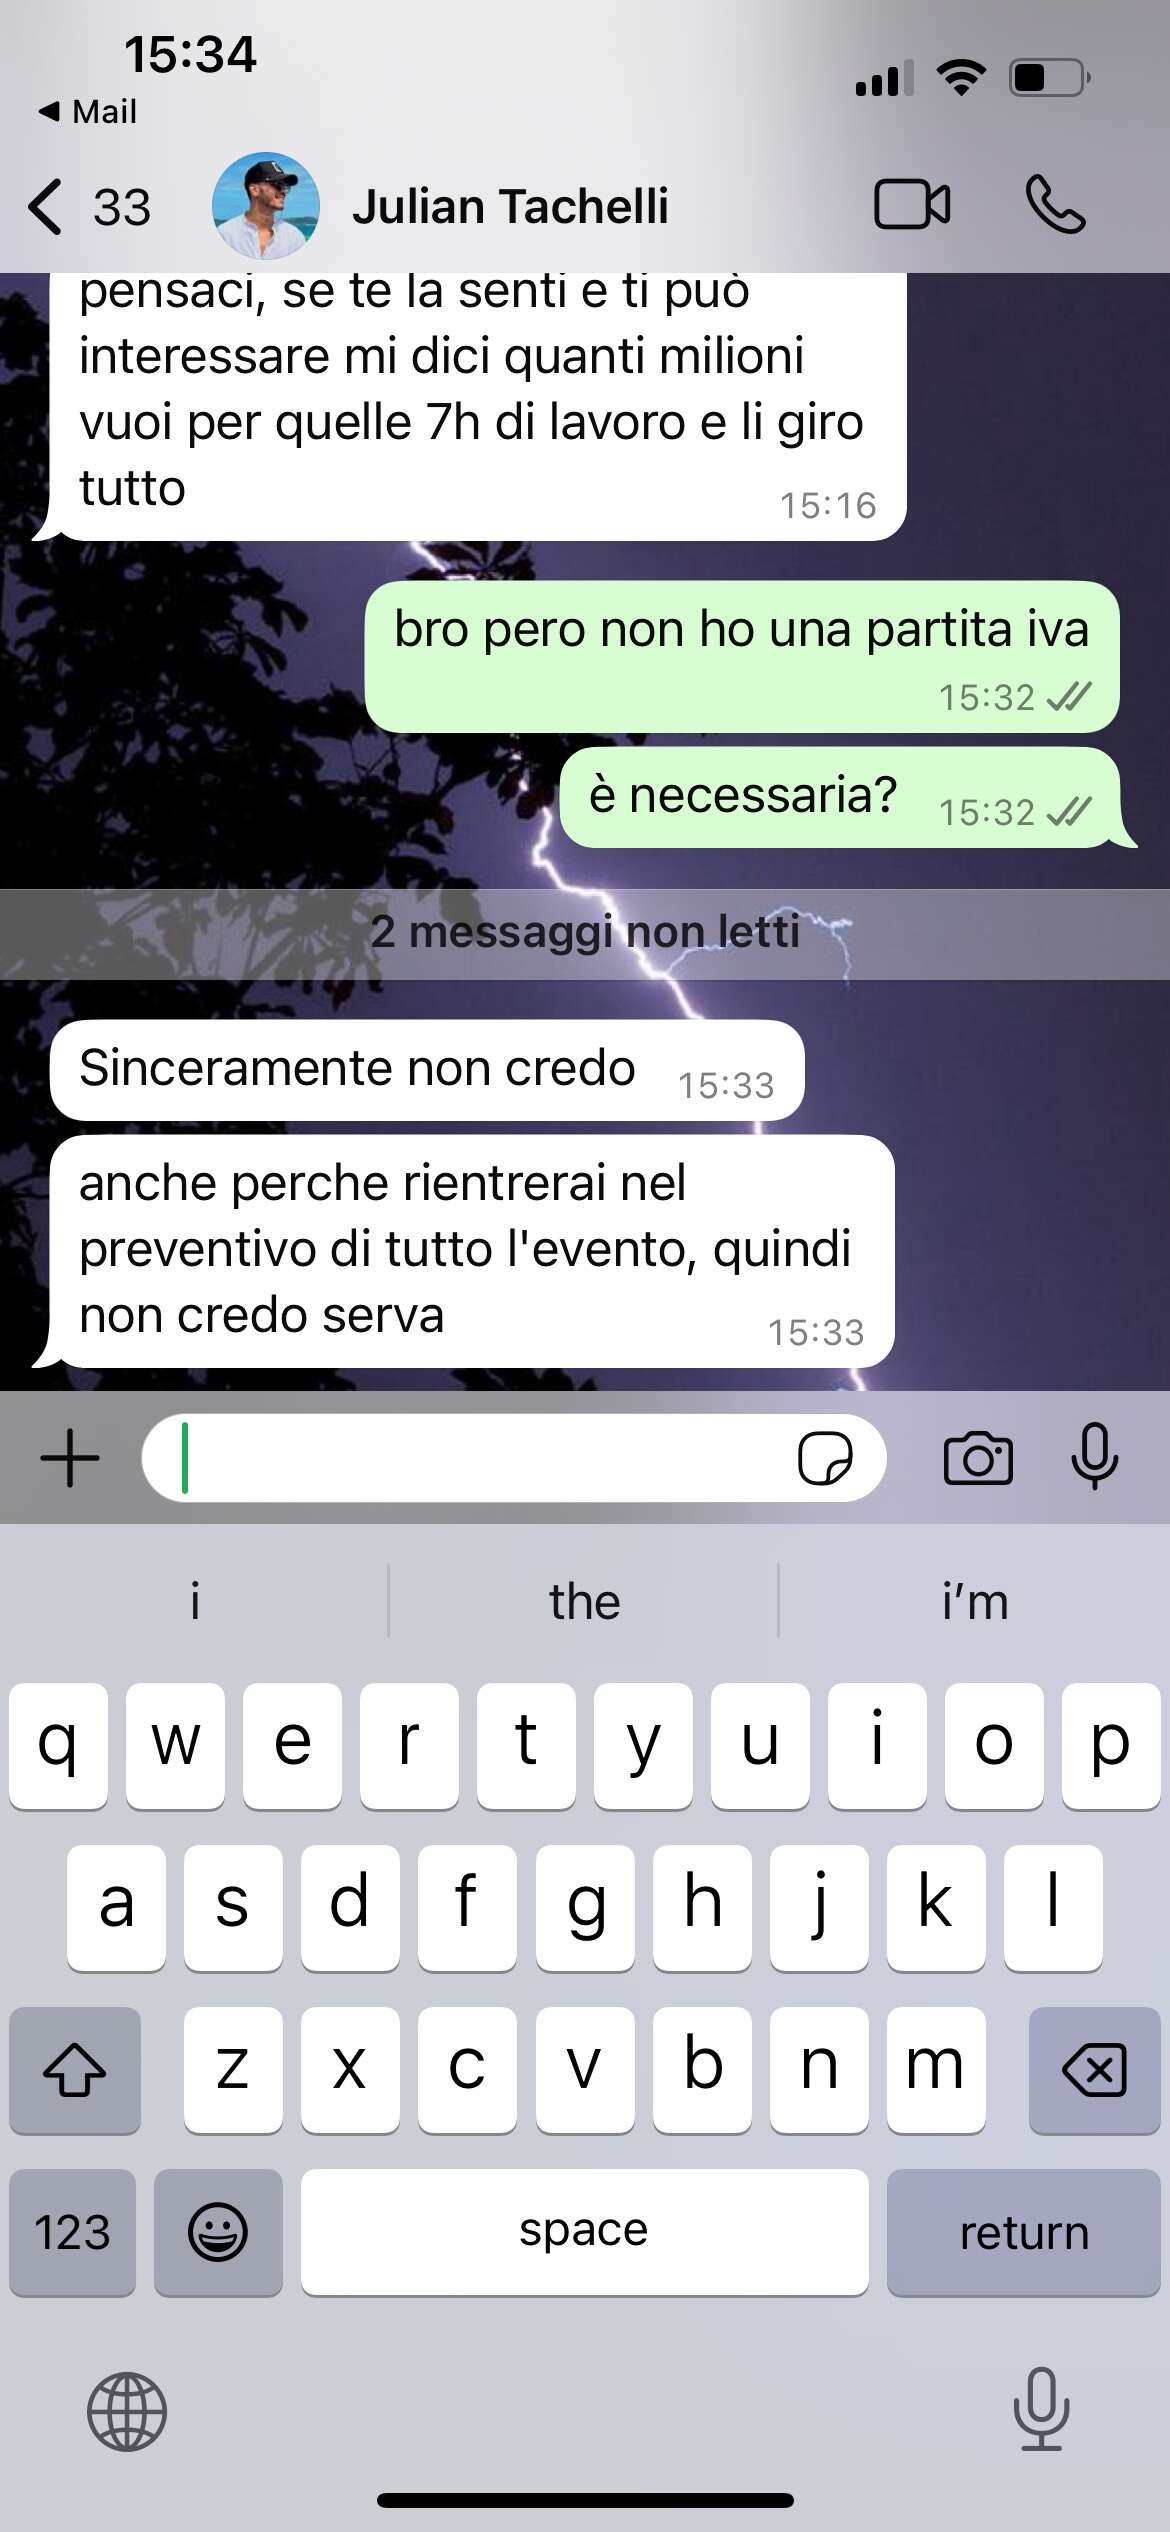 15:34
Mail
33
Julian Tachelli
pensaci, se te la senti e ti può
interessare mi dici quanti milioni
vuoi per quelle 7h di lavoro e li giro
tutto
15:16
bro pero non ho una partita iva
15:32
è necessaria?
15:32
2 messaggi non letti
Sinceramente non credo
15:33
anche perche rientrerai nel
preventivo di tutto l'evento, quindi
non credo serva
15:33
i the i'm
q w e r t y u i o p
a s d f g h j k l
z x c v b n m
123 space return